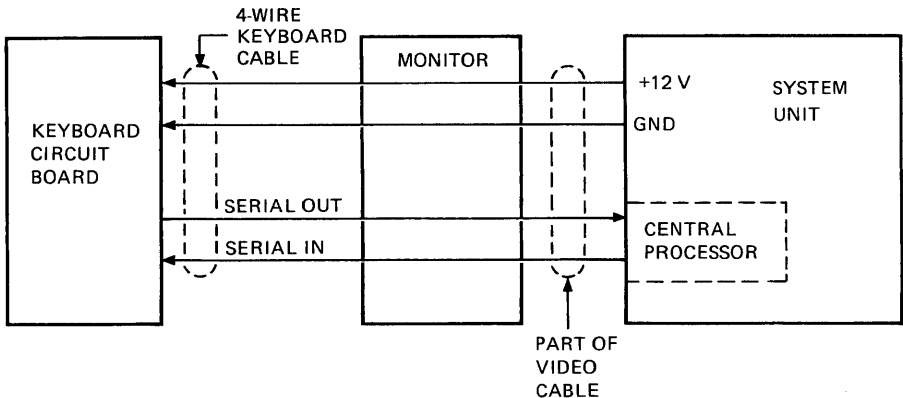 4-WIRE
KEYBOARD
CABLE
MONITOR
+12 V
SYSTEM
UNIT
GND
KEYBOARD
CIRCUIT
BOARD
SERIAL OUT
SERIAL IN
CENTRAL
PROCESSOR
PART OF
VIDEO
CABLE